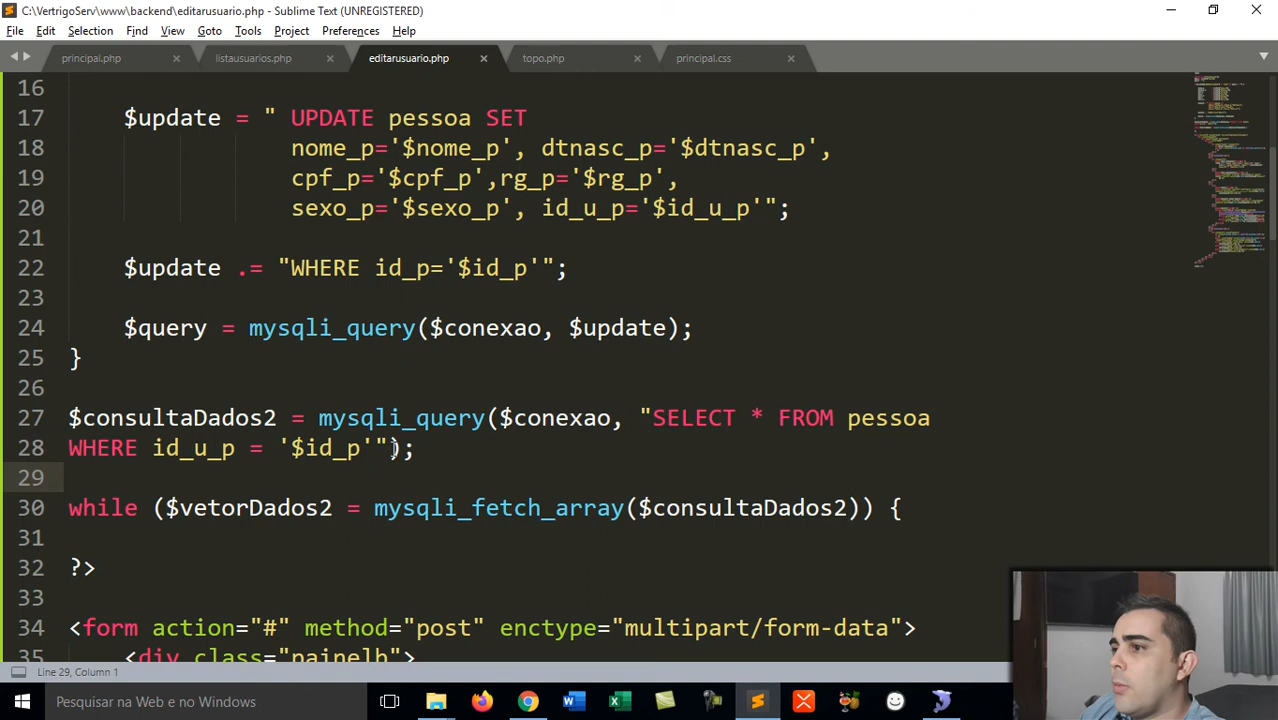 C:\VertrigoServ\www\backend\editarusuario.php - Sublime Text (UNREGISTERED)
File Edit Selection Find View Goto Tools Project Preferences Help
principal.php listausuarios.php editarusuario.php topo.php principal.css
16
17 $update = " UPDATE pessoa SET
18 nome_p='$nome_p', dtnasc_p='$dtnasc_p',
19 cpf_p='$cpf_p',rg_p='$rg_p',
20 sexo_p='$sexo_p', id_u_p='$id_u_p'";
21
22 $update .= "WHERE id_p='$id_p'";
23
24 $query = mysqli_query($conexao, $update);
25 }
26
27 $consultaDados2 = mysqli_query($conexao, "SELECT * FROM pessoa
28 WHERE id_u_p = '$id_p'");
29
30 while ($vetorDados2 = mysqli_fetch_array($consultaDados2)) {
31
32 ?>
33
34 <form action="#" method="post" enctype="multipart/form-data">
35 <div class="painelb">
Line 29, Column 1
Pesquisar na Web e no Windows